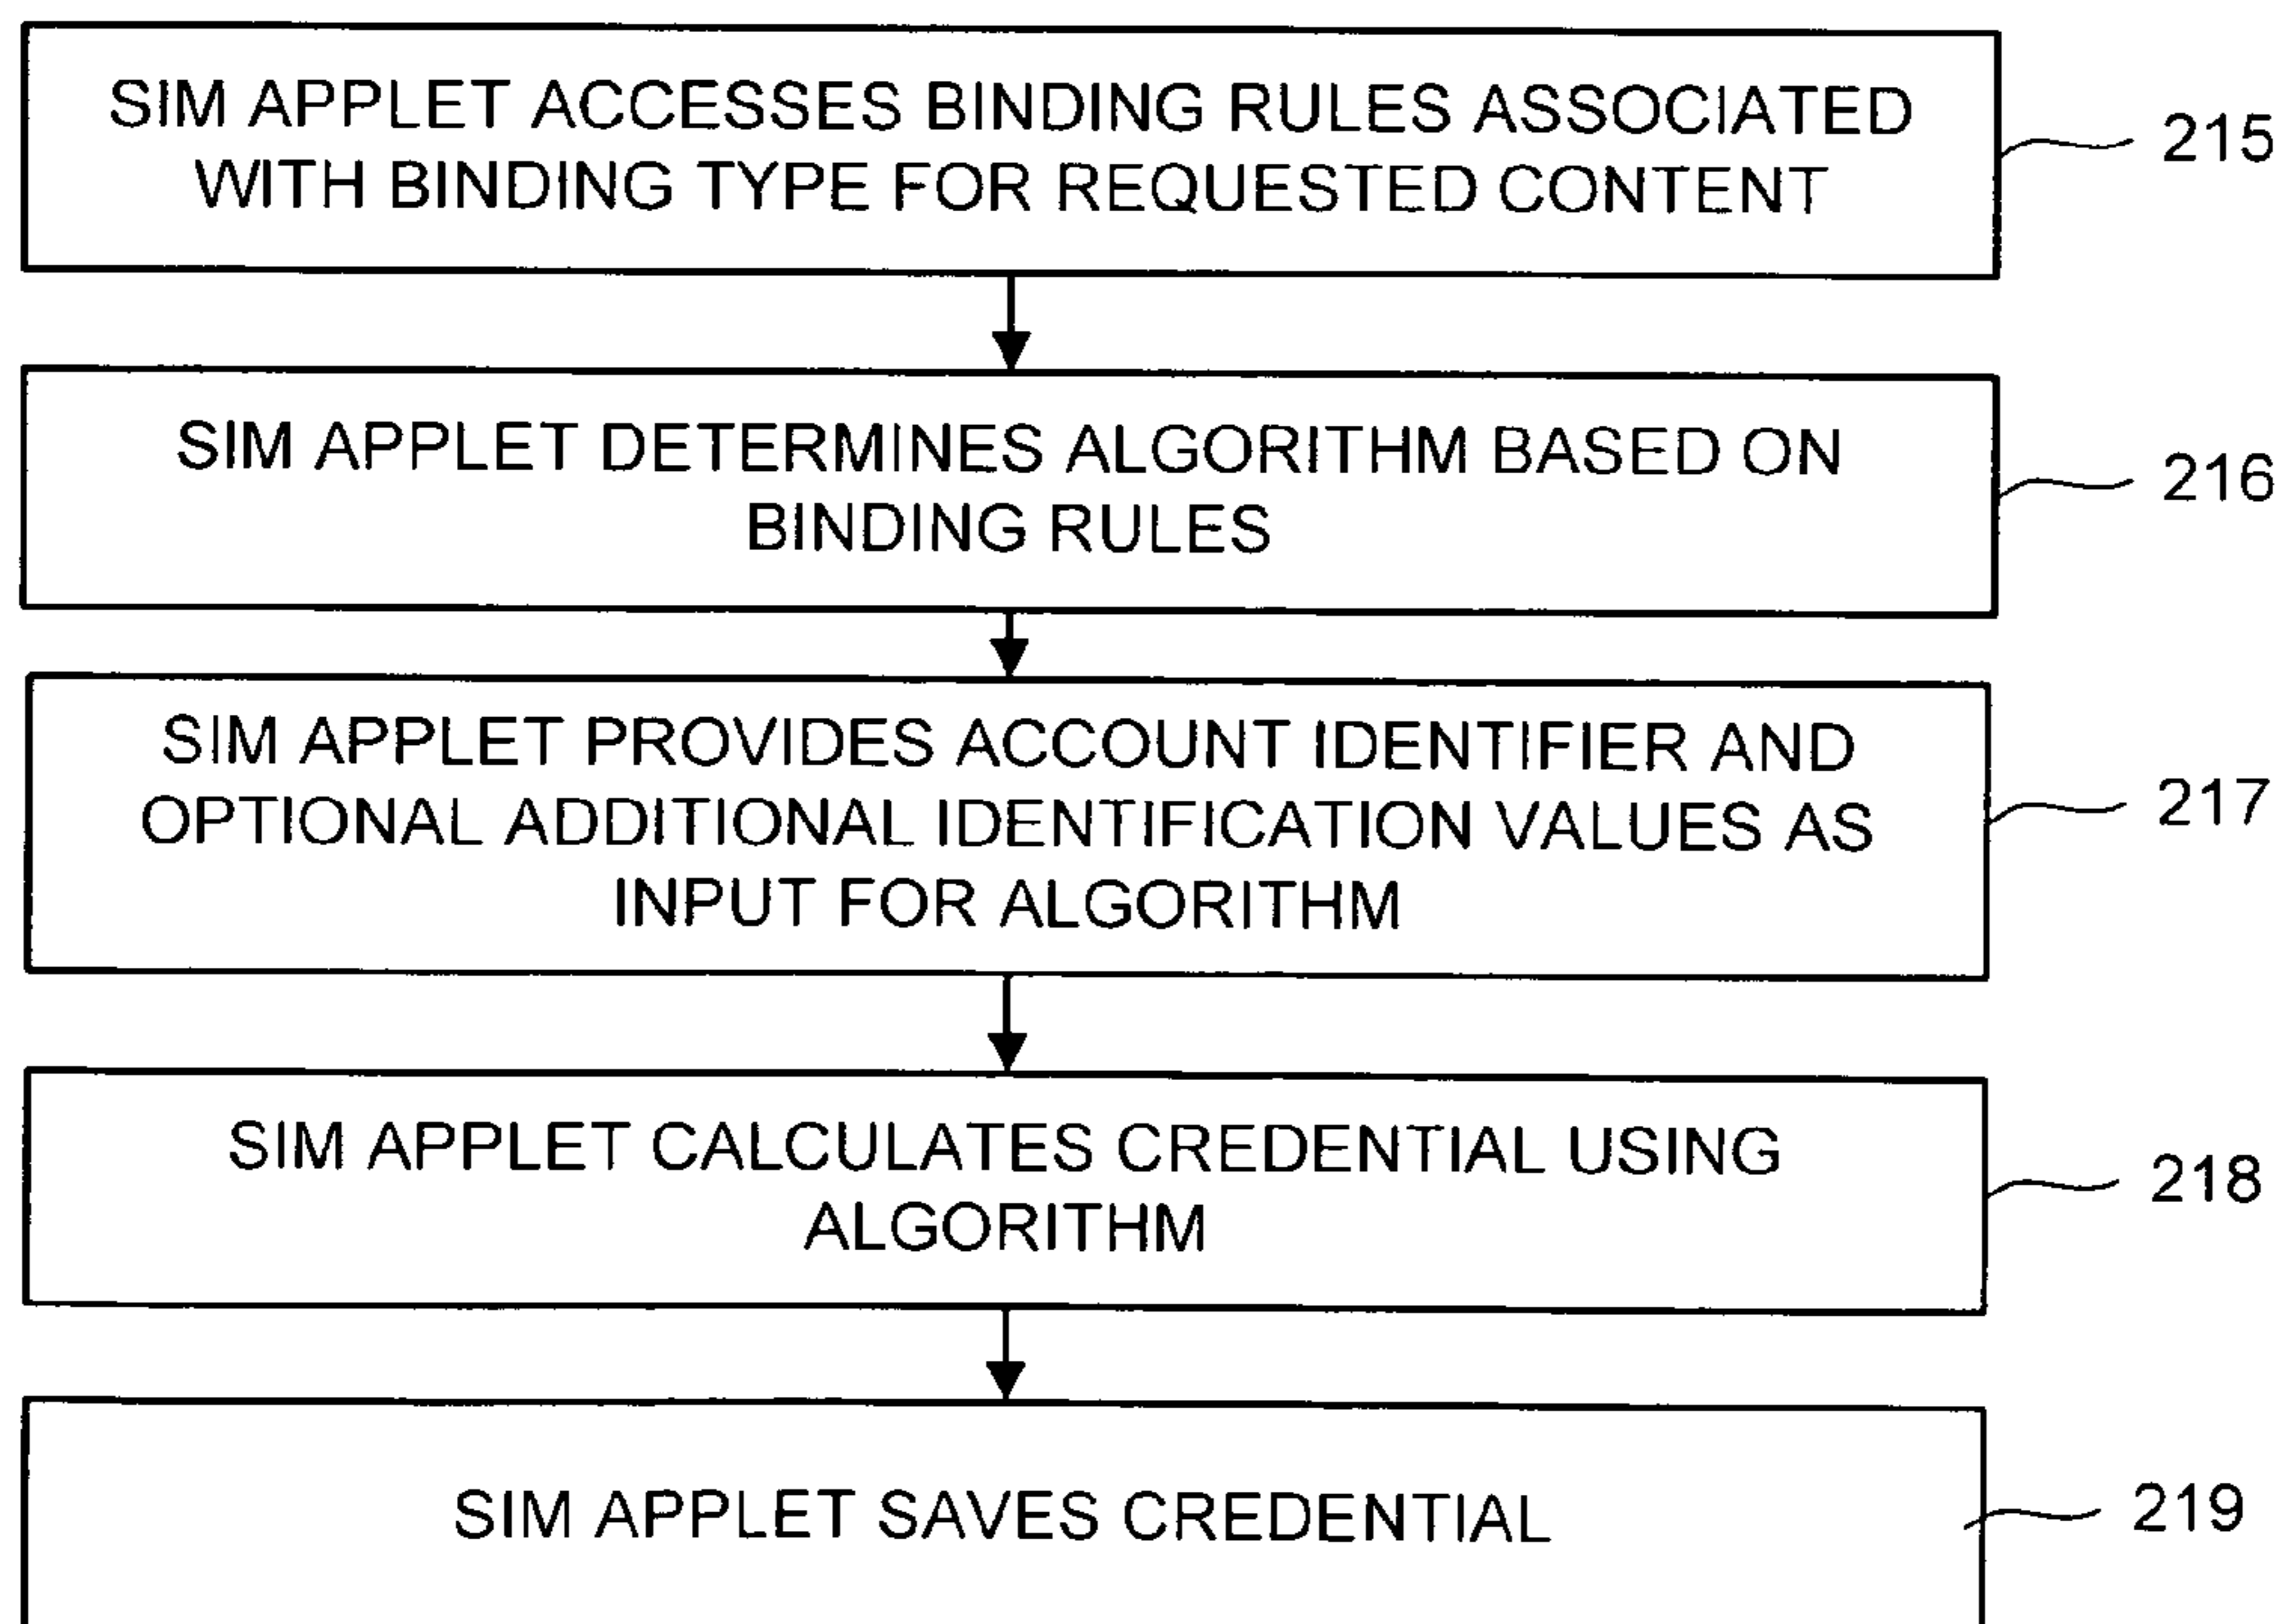 SIM APPLET ACCESSES BINDING RULES ASSOCIATED
WITH BINDING TYPE FOR REQUESTED CONTENT
215
SIM APPLET DETERMINES ALGORITHM BASED ON
BINDING RULES
216
SIM APPLET PROVIDES ACCOUNT IDENTIFIER AND
OPTIONAL ADDITIONAL IDENTIFICATION VALUES AS
INPUT FOR ALGORITHM
217
SIM APPLET CALCULATES CREDENTIAL USING
ALGORITHM
218
SIM APPLET SAVES CREDENTIAL
219